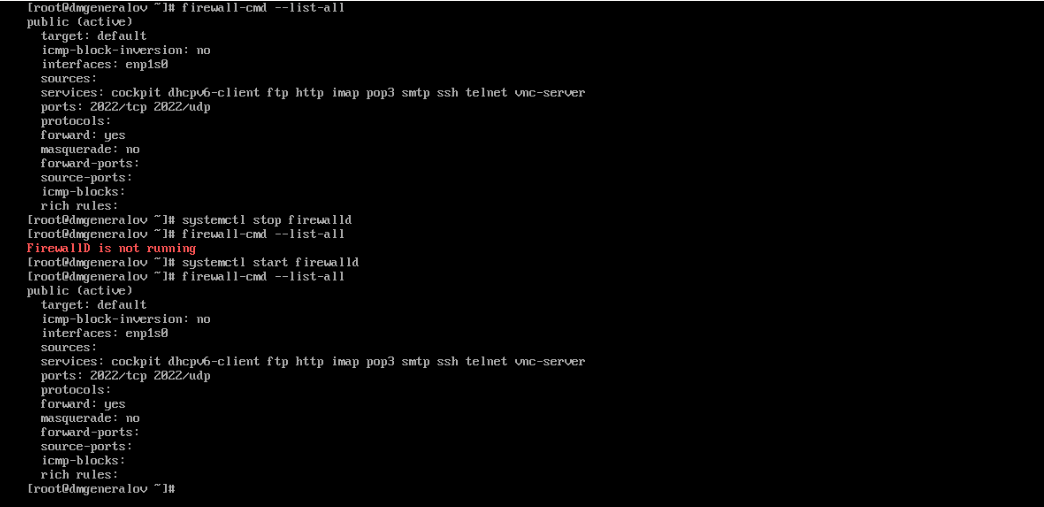 [root@dmgeneralov ~]# firewall-cmd --list-all
public (active)
  target: default
  icmp-block-inversion: no
  interfaces: enp1s0
  sources:
  services: cockpit dhcpv6-client ftp http imap pop3 smtp ssh telnet vnc-server
  ports: 2022/tcp 2022/udp
  protocols:
  forward: yes
  masquerade: no
  forward-ports:
  source-ports:
  icmp-blocks:
  rich rules:
[root@dmgeneralov ~]# systemctl stop firewalld
[root@dmgeneralov ~]# firewall-cmd --list-all
FirewallD is not running
[root@dmgeneralov ~]# systemctl start firewalld
[root@dmgeneralov ~]# firewall-cmd --list-all
public (active)
  target: default
  icmp-block-inversion: no
  interfaces: enp1s0
  sources:
  services: cockpit dhcpv6-client ftp http imap pop3 smtp ssh telnet vnc-server
  ports: 2022/tcp 2022/udp
  protocols:
  forward: yes
  masquerade: no
  forward-ports:
  source-ports:
  icmp-blocks:
  rich rules:
[root@dmgeneralov ~]#